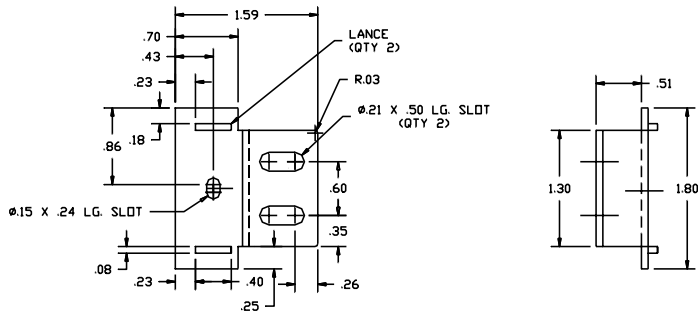 1.59
.70
LANCE
(QTY 2)
.43
.51
.23
R.03
Ø.21 X .50 LG. SLOT
(QTY 2)
.18
.86
.60
1.30
1.80
Ø.15 X .24 LG. SLOT
.35
.08
.23
.40
.26
.25